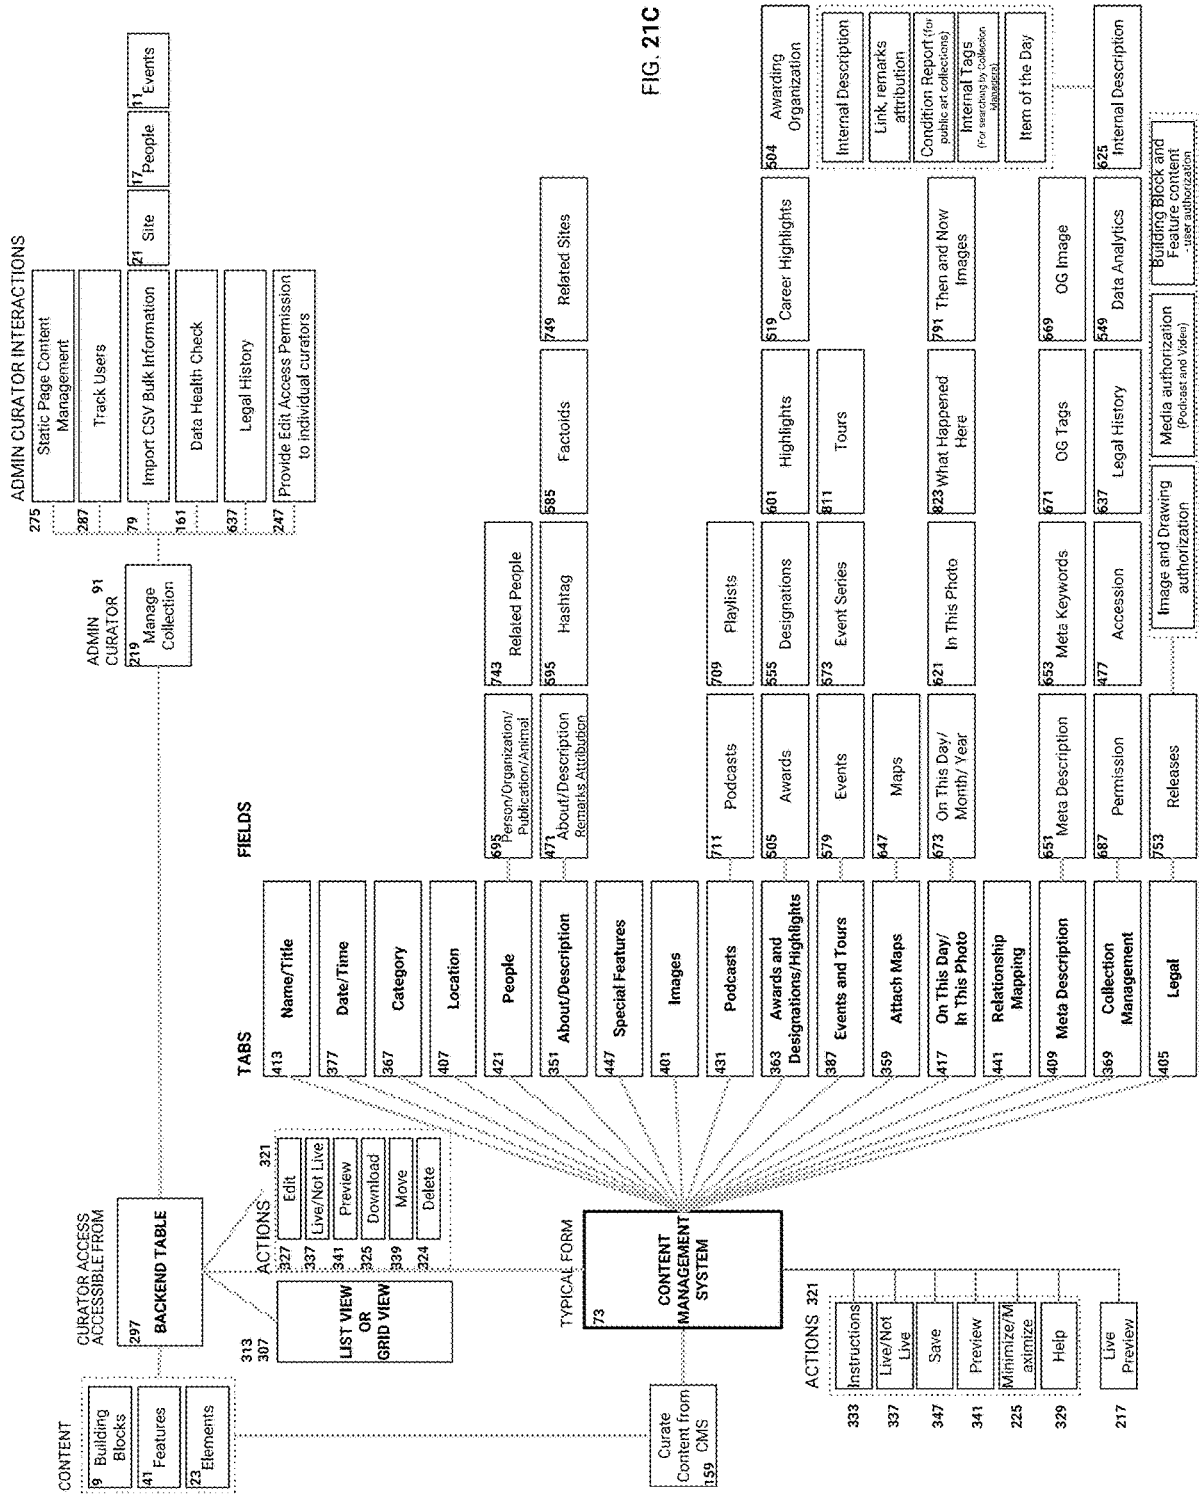 FIG. 21C
CONTENT
9 Building
Blocks
41 Features
23 Elements
CURATOR ACCESS
ACCESSIBLE FROM
297
BACKEND TABLE
313
307
LIST VIEW
OR
GRID VIEW
ACTIONS 321
327 Edit
337 Live/Not Live
341 Preview
325 Download
339 Move
324 Delete
ADMIN 91
CURATOR
219 Manage
Collection
ADMIN CURATOR INTERACTIONS
275 Static Page Content
Management
287 Track Users
79 Import CSV Bulk Information
21 Site
17 People
11 Events
161 Data Health Check
637 Legal History
247 Provide Edit Access Permission
to individual curators
Curate
Content from
159 CMS
TYPICAL FORM
73
CONTENT
MANAGEMENT
SYSTEM
ACTIONS 321
333 Instructions
337 Live/Not
Live
347 Save
341 Preview
225 Minimize/M
aximize
329 Help
217 Live
Preview
TABS
FIELDS
413 Name/Title
377 Date/Time
367 Category
407 Location
421 People
695 Person/Organization/
Publication/Animal
743 Related People
351 About/Description
471 About/Description
Remarks Attribution
595 Hashtag
585 Factoids
749 Related Sites
447 Special Features
401 Images
431 Podcasts
711 Podcasts
709 Playlists
363 Awards and
Designations/Highlights
505 Awards
555 Designations
601 Highlights
519 Career Highlights
504 Awarding
Organization
387 Events and Tours
579 Events
573 Event Series
811 Tours
359 Attach Maps
647 Maps
417 On This Day/
In This Photo
673 On This Day/
Month/ Year
621 In This Photo
823 What Happened
Here
791 Then and Now
Images
441 Relationship
Mapping
409 Meta Description
651 Meta Description
653 Meta Keywords
671 OG Tags
669 OG Image
369 Collection
Management
687 Permission
477 Accession
637 Legal History
549 Data Analytics
625 Internal Description
Internal Description
Link, remarks
attribution
Condition Report (for
public art collections)
Internal Tags
(For searching by Collection
Managers)
Item of the Day
405 Legal
753 Releases
Image and Drawing
authorization
Media authorization
(Podcast and Video)
Building Block and
Feature content
- user authorization